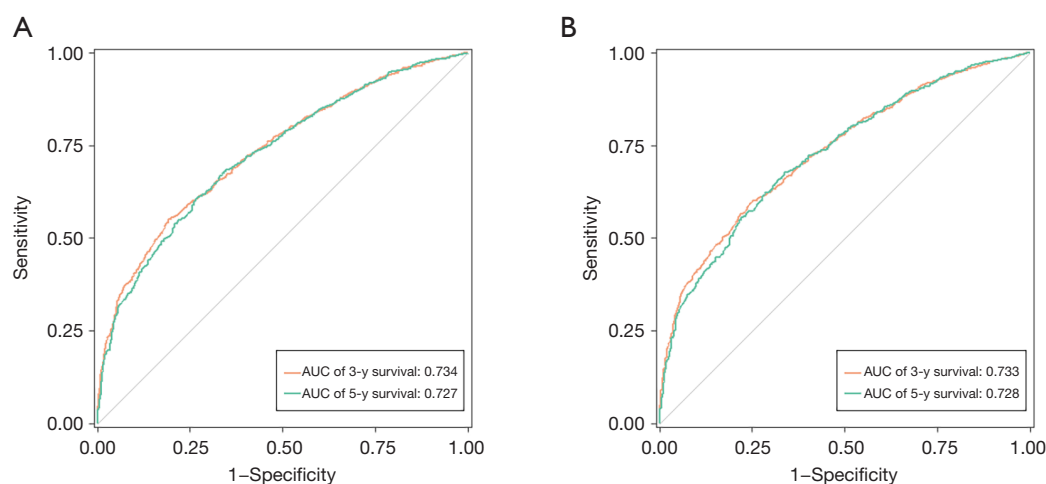 A
1.00
0.75
0.50
0.25
0.00
Sensitivity
0.00 0.25 0.50 0.75 1.00
1–Specificity
AUC of 3-y survival: 0.734
AUC of 5-y survival: 0.727
B
1.00
0.75
0.50
0.25
0.00
Sensitivity
0.00 0.25 0.50 0.75 1.00
1–Specificity
AUC of 3-y survival: 0.733
AUC of 5-y survival: 0.728